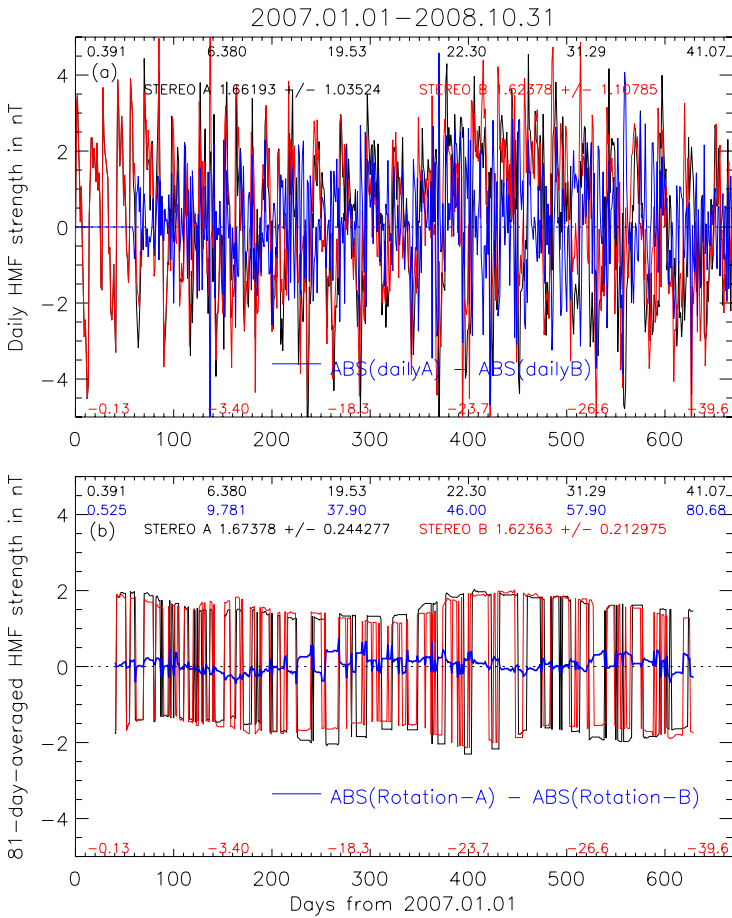 2007.01.01-2008.10.31
0.391 6.380 19.53 22.30 31.29 41.07
(a)
STEREO A 1.66193 +/- 1.03524 STEREO B 1.62378 +/- 1.10785
4
2
0
-2
-4
Daily HMF strength in nT
ABS(dailyA) - ABS(dailyB)
-0.13 -3.40 -18.3 -23.7 -26.6 -39.6
0 100 200 300 400 500 600
0.391 6.380 19.53 22.30 31.29 41.07
0.525 9.781 37.90 46.00 57.90 80.68
(b)
STEREO A 1.67378 +/- 0.244277 STEREO B 1.62363 +/- 0.212975
4
2
0
-2
-4
81-day-averaged HMF strength in nT
ABS(Rotation-A) - ABS(Rotation-B)
-0.13 -3.40 -18.3 -23.7 -26.6 -39.6
0 100 200 300 400 500 600
Days from 2007.01.01